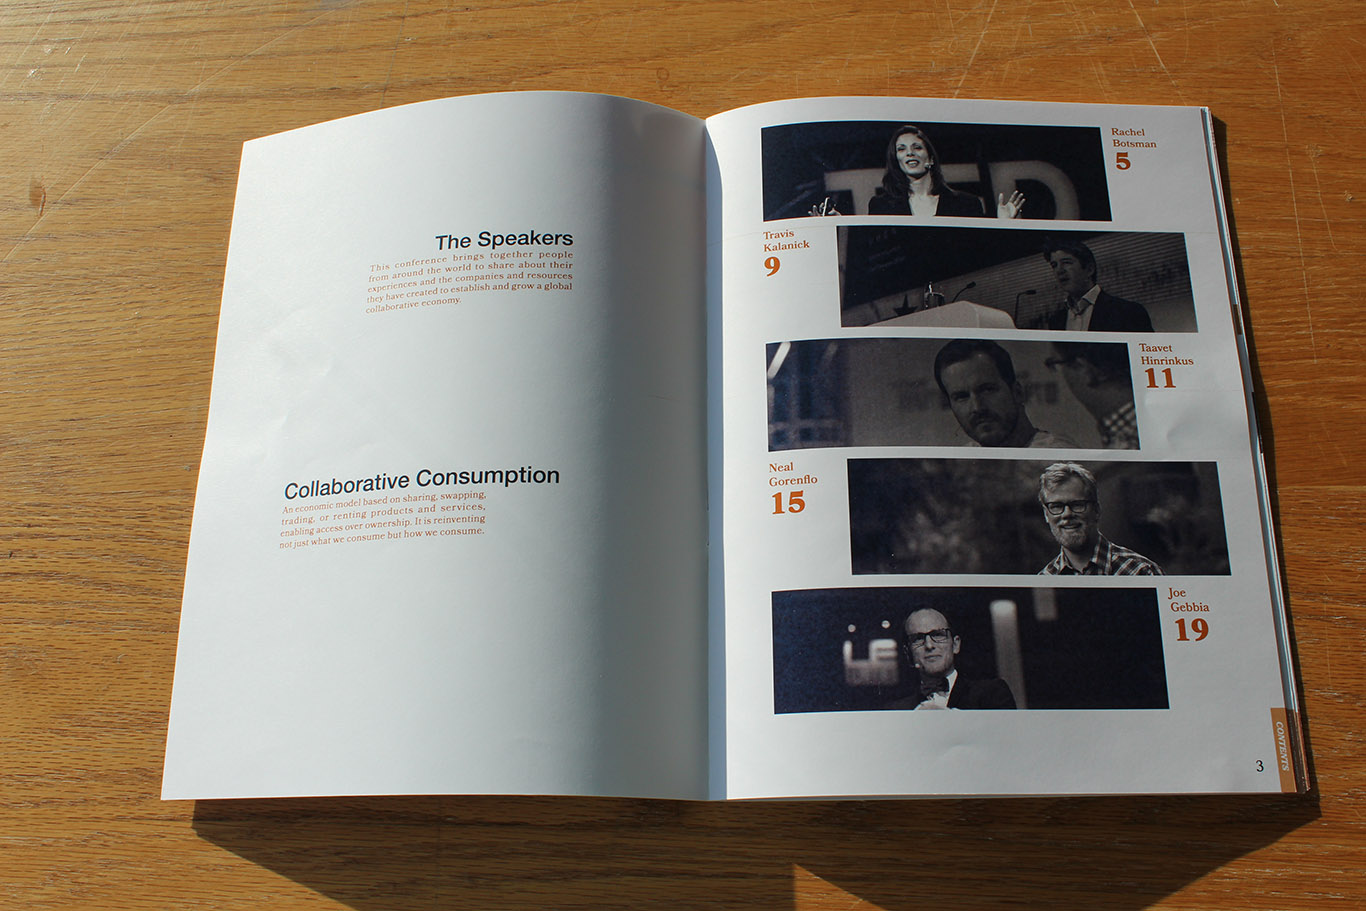 The Speakers
This conference brings together people
from around the world to share about their
experiences and the companies and resources
they have created to establish and grow a global
collaborative economy.
Collaborative Consumption
An economic model based on sharing, swapping,
trading, or renting products and services,
enabling access over ownership. It is reinventing
not just what we consume but how we consume.
TED
Rachel
Botsman
5
Travis
Kalanick
9
Taavet
Hinrinkus
11
Neal
Gorenflo
15
Joe
Gebbia
19
CONTENTS
3